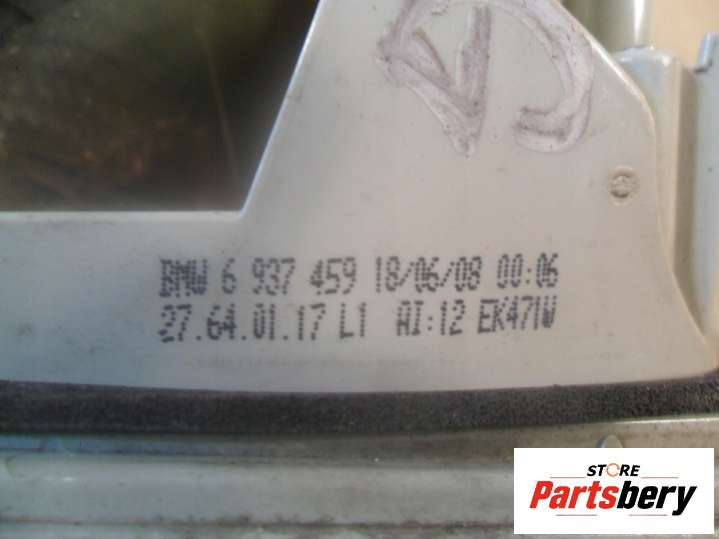 BMW 6 937 459 18/06/08 00:06
27.64.01.17 L1 AI:12 EK471W
STORE
Partsbery